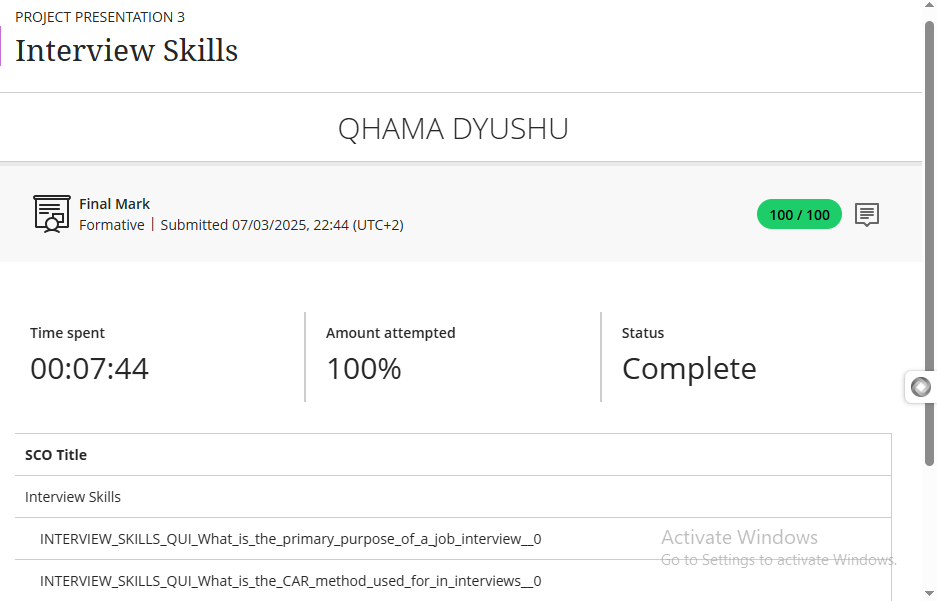 PROJECT PRESENTATION 3
Interview Skills
QHAMA DYUSHU
Final Mark
Formative | Submitted 07/03/2025, 22:44 (UTC+2)
100 / 100
Time spent
00:07:44
Amount attempted
100%
Status
Complete
SCO Title
Interview Skills
INTERVIEW_SKILLS_QUI_What_is_the_primary_purpose_of_a_job_interview__0
INTERVIEW_SKILLS_QUI_What_is_the_CAR_method_used_for_in_interviews__0
Activate Windows
Go to Settings to activate Windows.